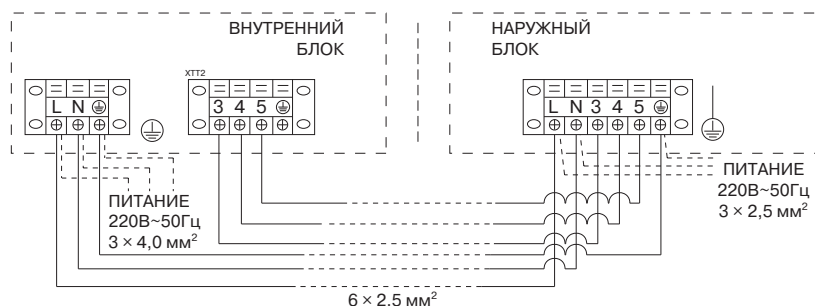 ВНУТРЕННИЙ
БЛОК
НАРУЖНЫЙ
БЛОК
XTT2
L N
3 4 5
L N 3 4 5
ПИТАНИЕ
220В~50Гц
3 × 4,0 мм²
ПИТАНИЕ
220В~50Гц
3 × 2,5 мм²
6 × 2,5 мм²